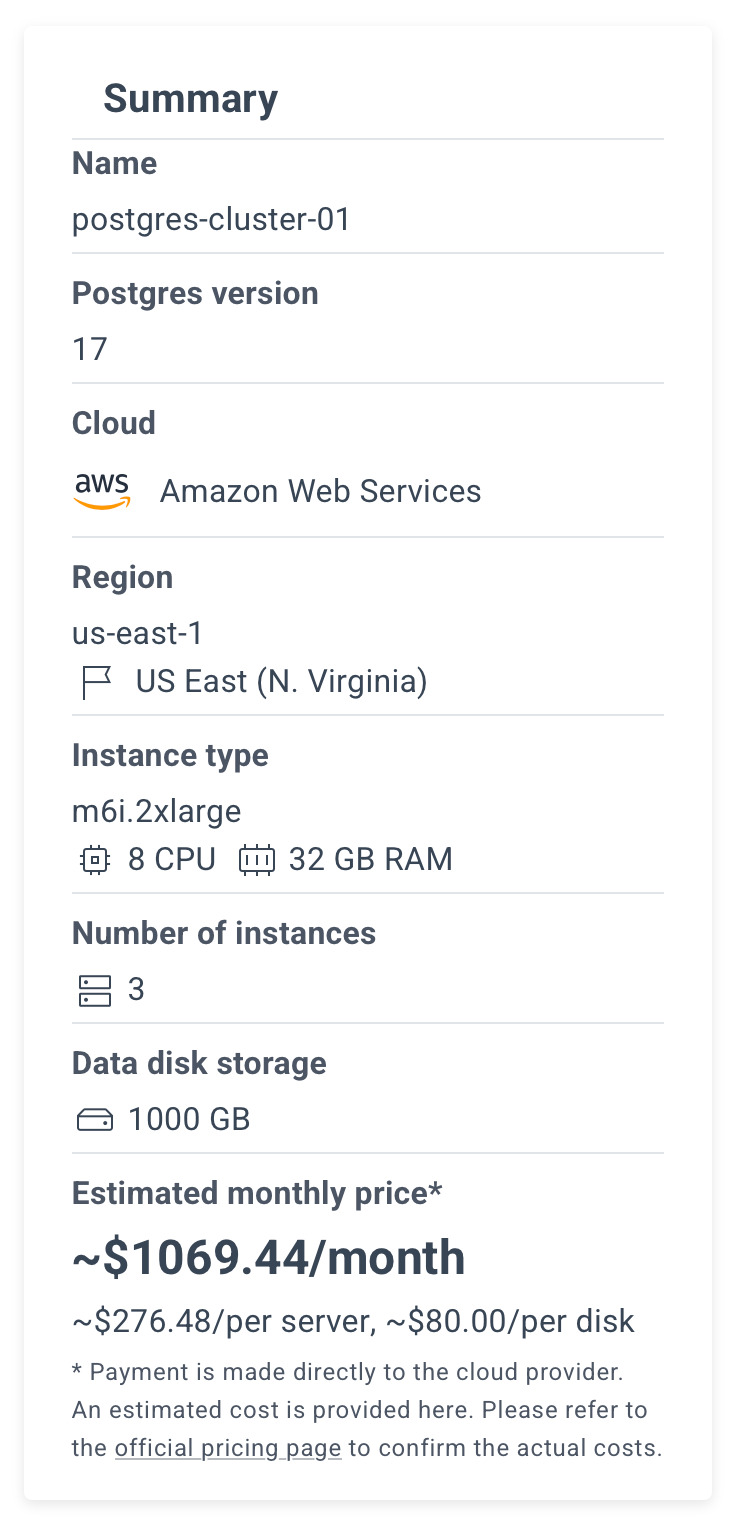 Summary
Name
postgres-cluster-01
Postgres version
17
Cloud
aws Amazon Web Services
Region
us-east-1
US East (N. Virginia)
Instance type
m6i.2xlarge
8 CPU 32 GB RAM
Number of instances
3
Data disk storage
1000 GB
Estimated monthly price*
~$1069.44/month
~$276.48/per server, ~$80.00/per disk
* Payment is made directly to the cloud provider.
An estimated cost is provided here. Please refer to
the official pricing page to confirm the actual costs.